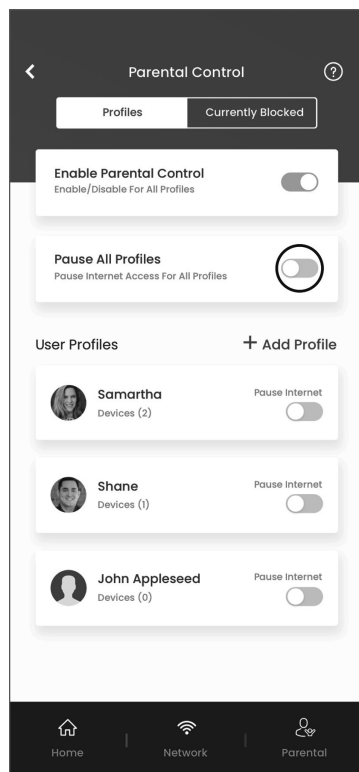 Parental Control
?
Profiles
Currently Blocked
Enable Parental Control
Enable/Disable For All Profiles
Pause All Profiles
Pause Internet Access For All Profiles
User Profiles
+ Add Profile
Samartha
Pause Internet
Devices (2)
Shane
Pause Internet
Devices (1)
John Appleseed
Pause Internet
Devices (0)
Home
Network
Parental